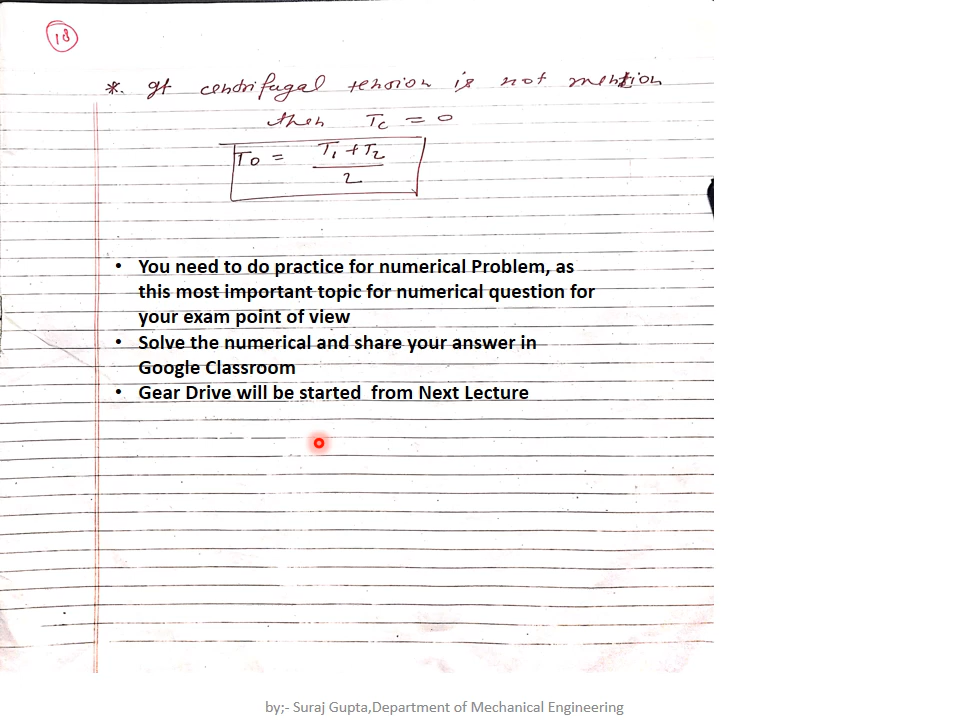 18
*. If centrifugal tension is not mention
then Tc = 0
To = T1 + T2 / 2
• You need to do practice for numerical Problem, as
this most important topic for numerical question for
your exam point of view
• Solve the numerical and share your answer in
Google Classroom
• Gear Drive will be started from Next Lecture
by;- Suraj Gupta,Department of Mechanical Engineering